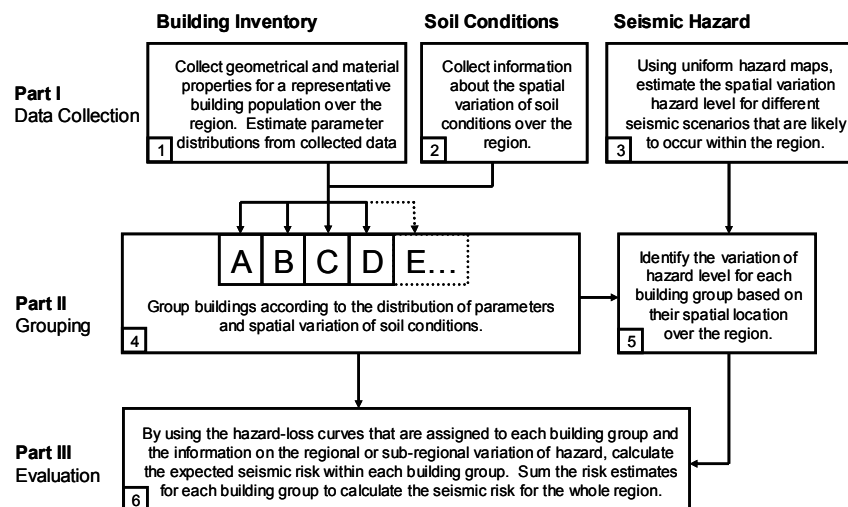 Building Inventory
Soil Conditions
Seismic Hazard
Part I
Data Collection
Collect geometrical and material
properties for a representative
building population over the
region. Estimate parameter
distributions from collected data
1
Collect information
about the spatial
variation of soil
conditions over the
region.
2
Using uniform hazard maps,
estimate the spatial variation
hazard level for different
seismic scenarios that are likely
to occur within the region.
3
Part II
Grouping
A B C D E...
Group buildings according to the distribution of parameters
and spatial variation of soil conditions.
4
Identify the variation of
hazard level for each
building group based on
their spatial location
over the region.
5
Part III
Evaluation
By using the hazard-loss curves that are assigned to each building group and
the information on the regional or sub-regional variation of hazard, calculate
the expected seismic risk within each building group. Sum the risk estimates
for each building group to calculate the seismic risk for the whole region.
6